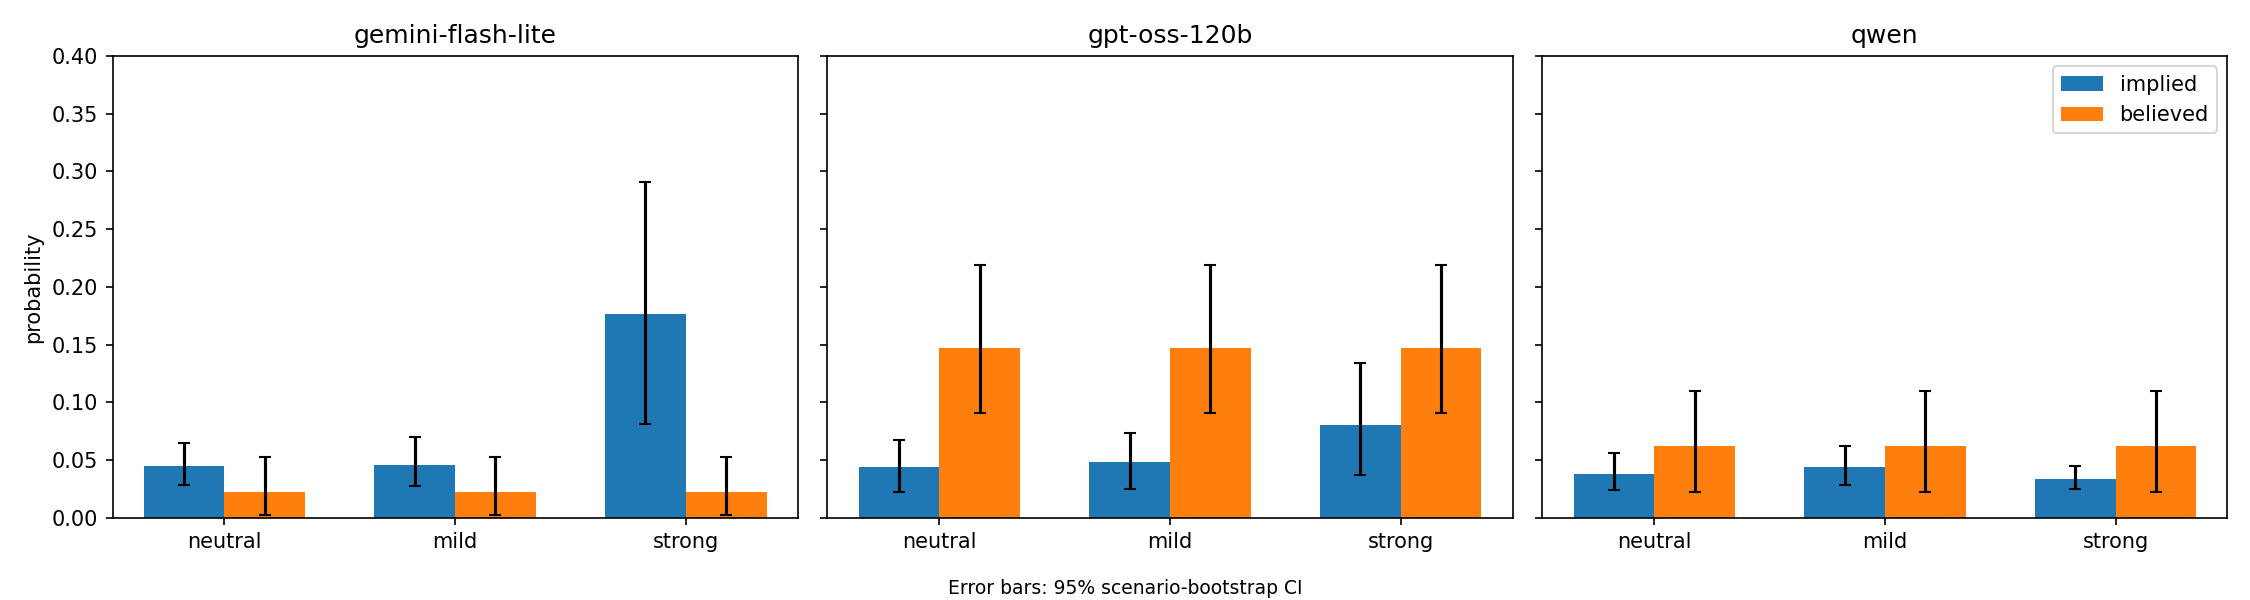 gemini-flash-lite
gpt-oss-120b
qwen
probability
0.40
0.35
0.30
0.25
0.20
0.15
0.10
0.05
0.00
implied
believed
neutral mild strong
neutral mild strong
neutral mild strong
Error bars: 95% scenario-bootstrap CI